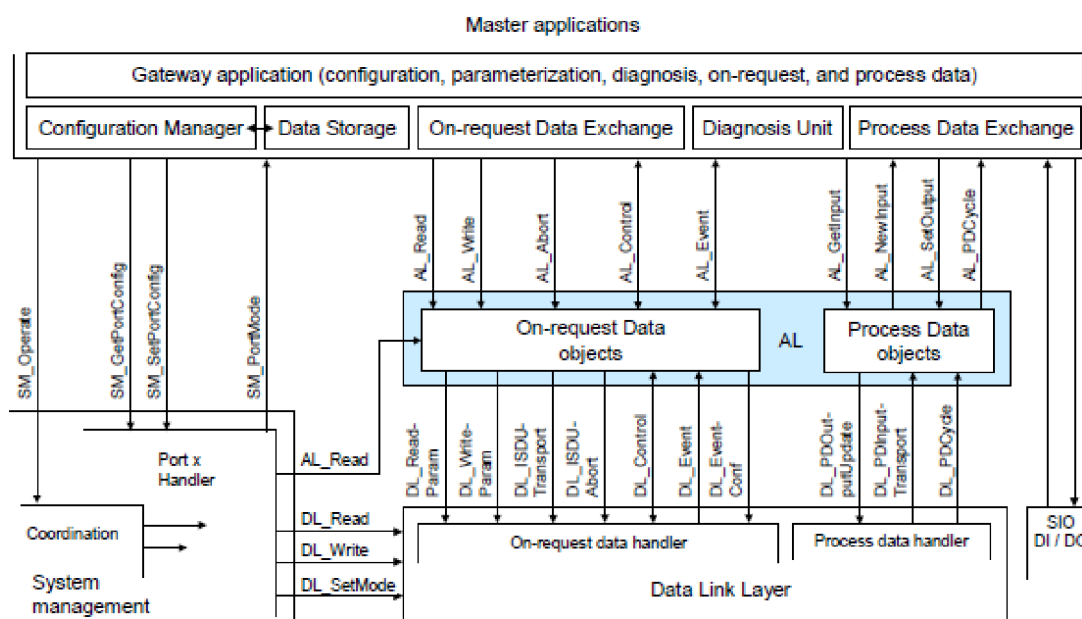 Master applications
Gateway application (configuration, parameterization, diagnosis, on-request, and process data)
Configuration Manager
Data Storage
On-request Data Exchange
Diagnosis Unit
Process Data Exchange
SM_Operate
SM_GetPortConfig
SM_SetPortConfig
SM_PortMode
AL_Read
AL_Write
AL_Abort
AL_Control
AL_Event
AL_GetInput
AL_NewInput
AL_SetOutput
AL_PDCycle
On-request Data
objects
AL
Process Data
objects
Port x
Handler
AL_Read
DL_Read-
Param
DL_Write-
Param
DL_ISDU-
Transport
DL_ISDU-
Abort
DL_Control
DL_Event
DL_Event-
Conf
DL_PDOut-
putUpdate
DL_PDInput-
Transport
DL_PDCycle
Coordination
DL_Read
DL_Write
DL_SetMode
On-request data handler
Process data handler
SIO
DI / DO
System
management
Data Link Layer